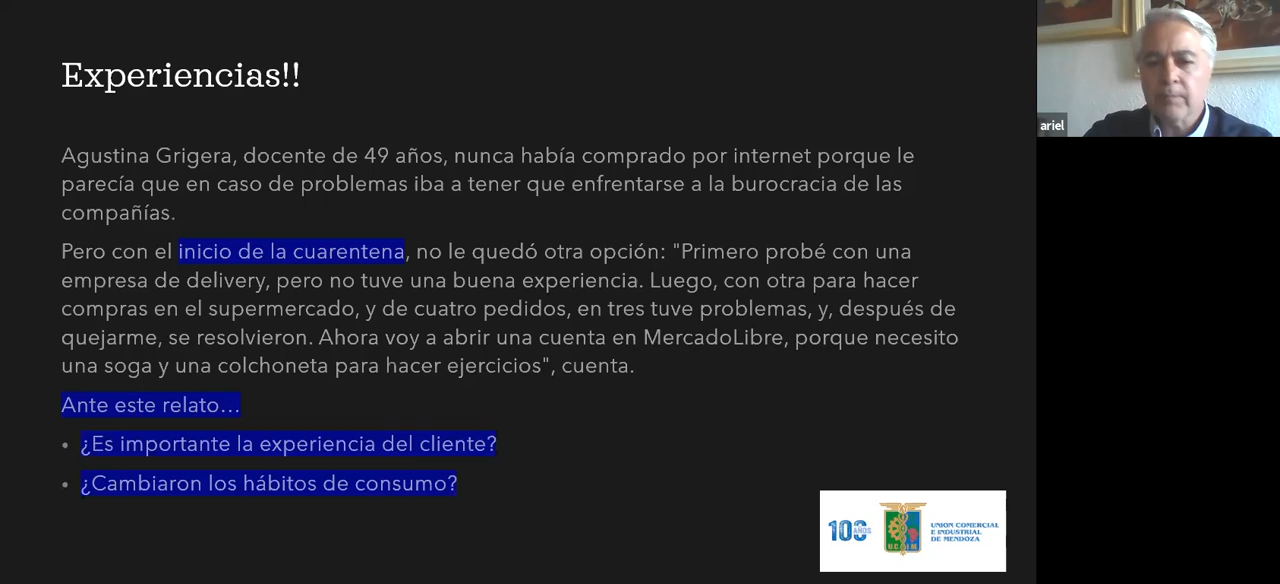 Experiencias!!
Agustina Grigera, docente de 49 años, nunca había comprado por internet porque le
parecía que en caso de problemas iba a tener que enfrentarse a la burocracia de las
compañías.
Pero con el inicio de la cuarentena, no le quedó otra opción: "Primero probé con una
empresa de delivery, pero no tuve una buena experiencia. Luego, con otra para hacer
compras en el supermercado, y de cuatro pedidos, en tres tuve problemas, y, después de
quejarme, se resolvieron. Ahora voy a abrir una cuenta en MercadoLibre, porque necesito
una soga y una colchoneta para hacer ejercicios", cuenta.
Ante este relato…
• ¿Es importante la experiencia del cliente?
• ¿Cambiaron los hábitos de consumo?
100 AÑOS
UCIM
UNION COMERCIAL
E INDUSTRIAL
DE MENDOZA
ariel